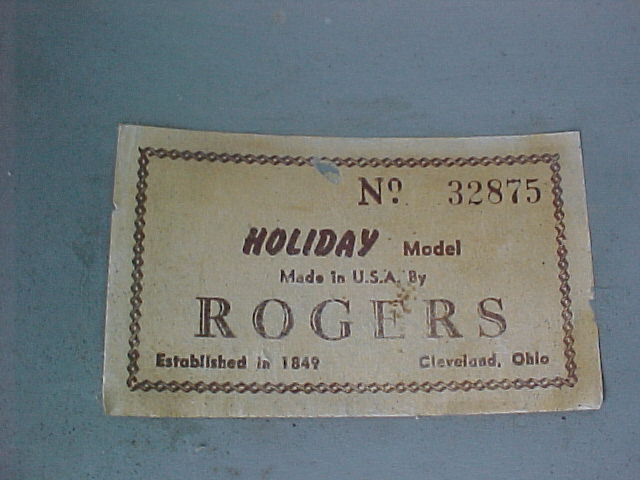 Nº 32875
HOLIDAY Model
Made in U.S.A. By
ROGERS
Established in 1849 Cleveland, Ohio